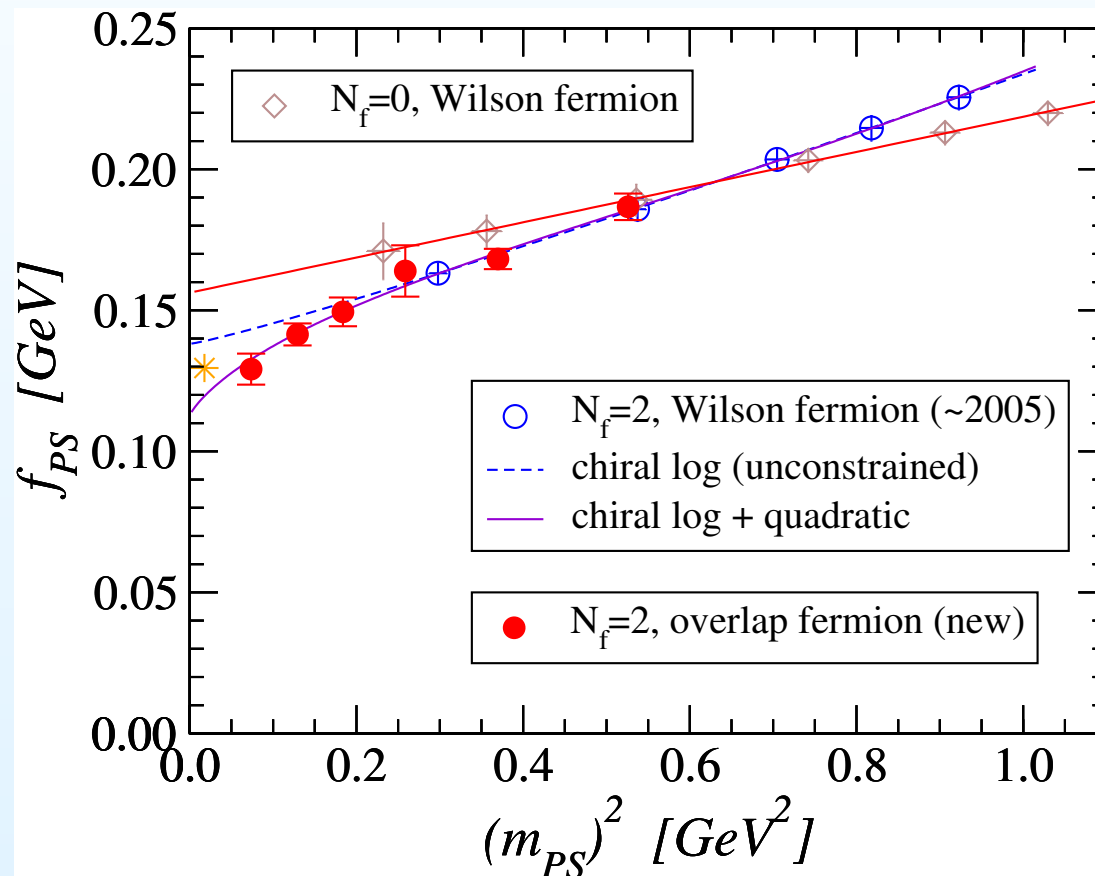 0.25
0.20
0.15
0.10
0.05
0.00
f_PS [GeV]
N_f=0, Wilson fermion
N_f=2, Wilson fermion (~2005)
chiral log (unconstrained)
chiral log + quadratic
N_f=2, overlap fermion (new)
0.0 0.2 0.4 0.6 0.8 1.0
(m_PS)^2 [GeV^2]